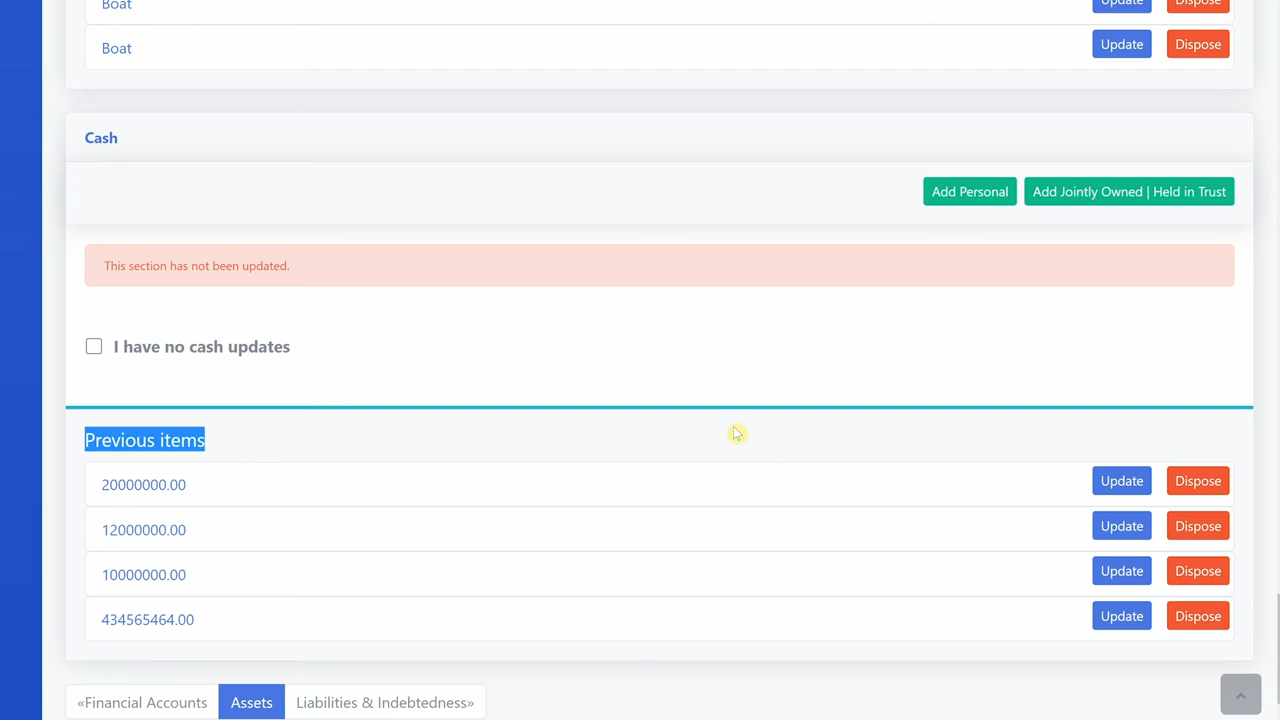 Boat Update Dispose
Boat Update Dispose
Cash
Add Personal Add Jointly Owned | Held in Trust
This section has not been updated.
I have no cash updates
Previous items
20000000.00 Update Dispose
12000000.00 Update Dispose
10000000.00 Update Dispose
434565464.00 Update Dispose
«Financial Accounts Assets Liabilities & Indebtedness»